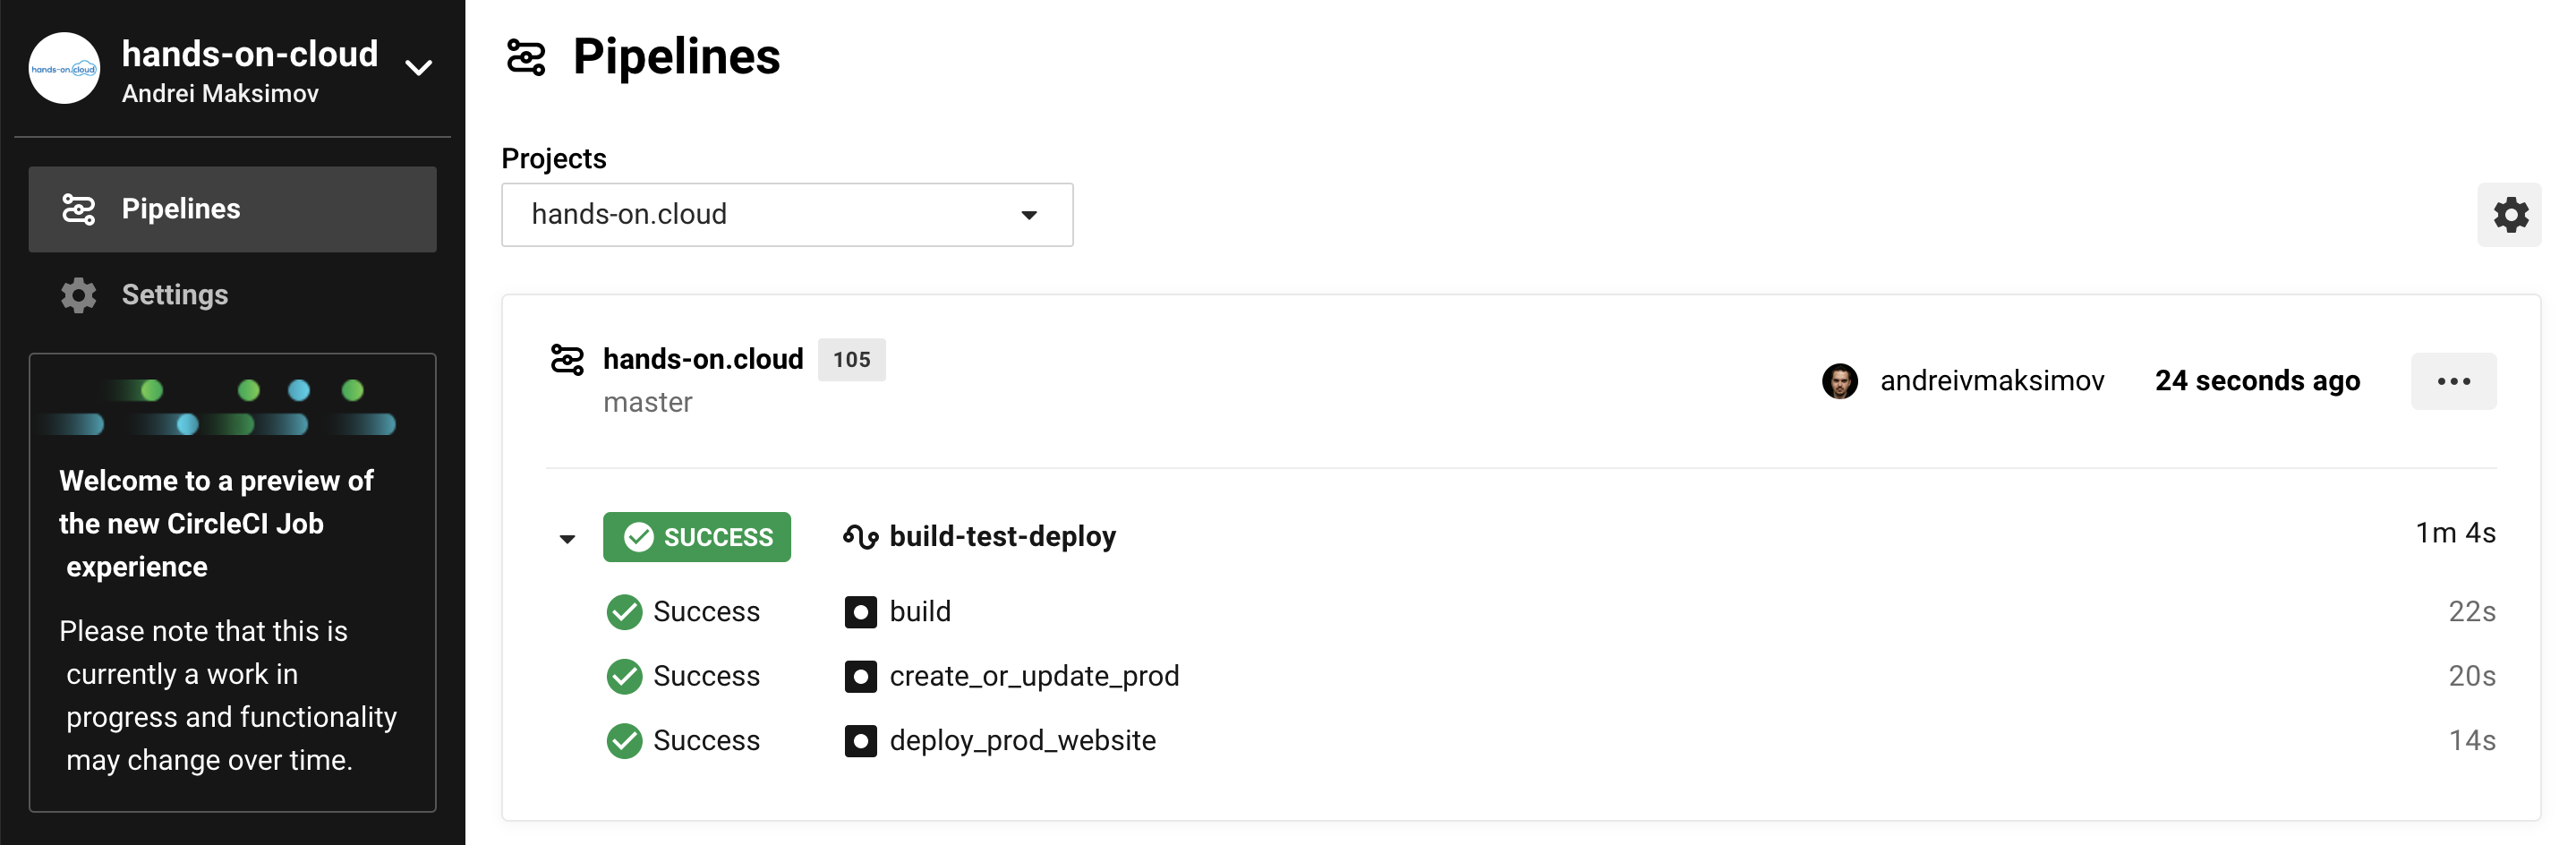 hands-on.cloud
hands-on-cloud
Andrei Maksimov
Pipelines
Settings
Welcome to a preview of
the new CircleCI Job
experience
Please note that this is
currently a work in
progress and functionality
may change over time.
Pipelines
Projects
hands-on.cloud
hands-on.cloud 105
master
andreivmaksimov 24 seconds ago
SUCCESS build-test-deploy 1m 4s
Success build 22s
Success create_or_update_prod 20s
Success deploy_prod_website 14s